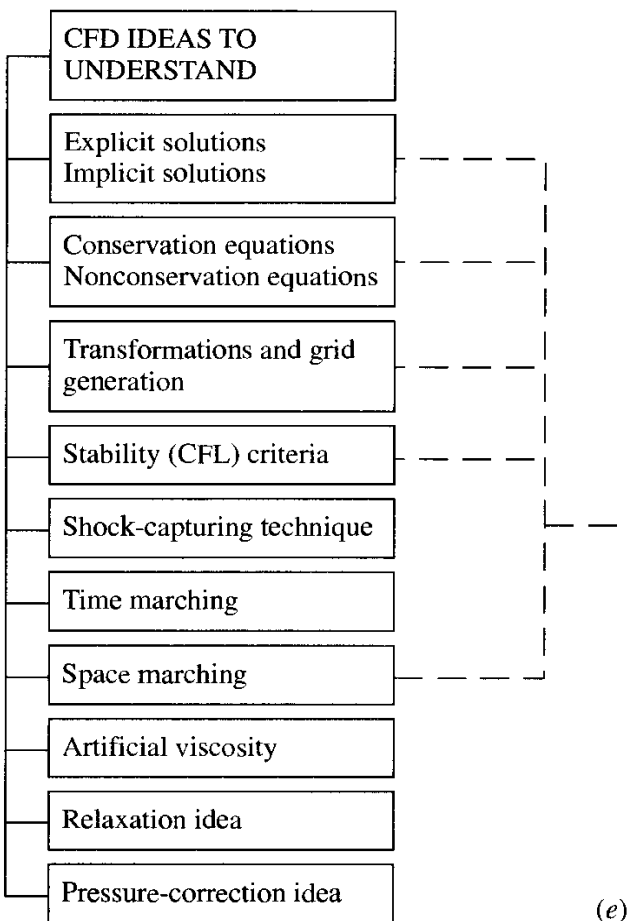 CFD IDEAS TO
UNDERSTAND
Explicit solutions
Implicit solutions
Conservation equations
Nonconservation equations
Transformations and grid
generation
Stability (CFL) criteria
Shock-capturing technique
Time marching
Space marching
Artificial viscosity
Relaxation idea
Pressure-correction idea
(e)